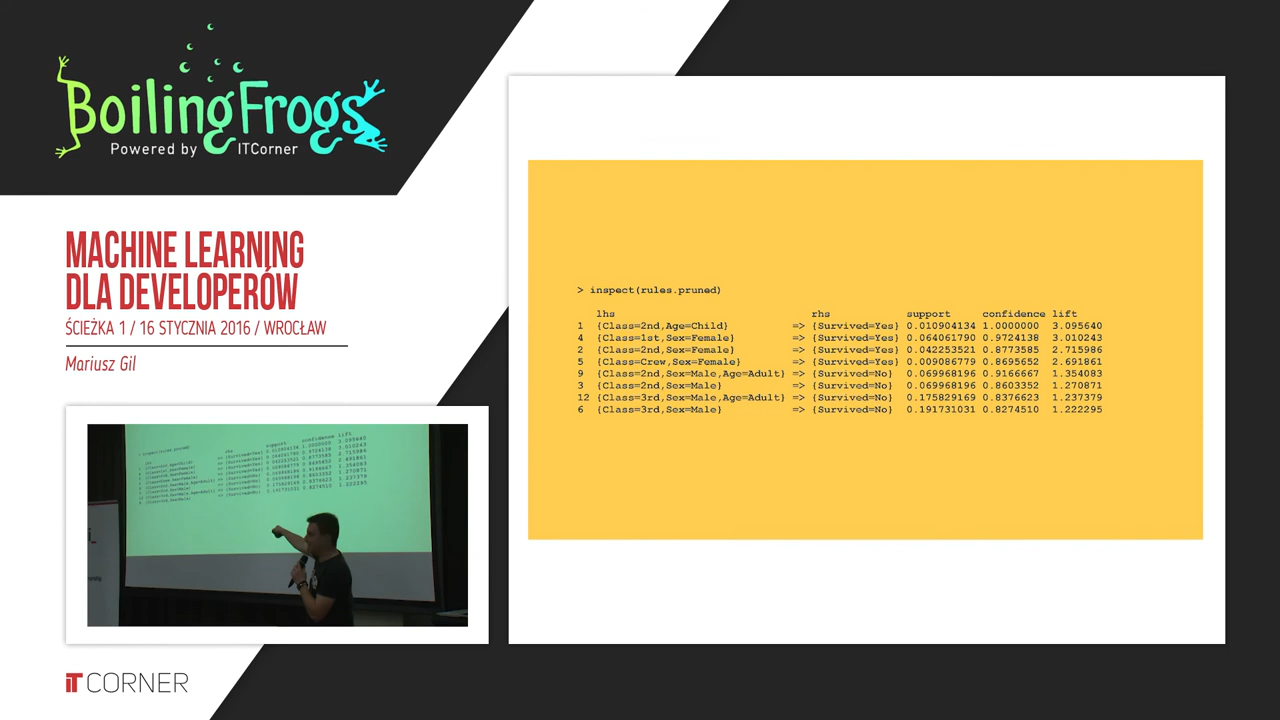 BoilingFrogs
Powered by ITCorner
MACHINE LEARNING
DLA DEVELOPERÓW
ŚCIEŻKA 1 / 16 STYCZNIA 2016 / WROCŁAW
Mariusz Gil
> inspect(rules.pruned)
lhs rhs support confidence lift
1 {Class=2nd,Age=Child} => {Survived=Yes} 0.010904134 1.0000000 3.095640
4 {Class=1st,Sex=Female} => {Survived=Yes} 0.064061790 0.9724138 3.010243
2 {Class=2nd,Sex=Female} => {Survived=Yes} 0.042253521 0.8773585 2.715986
5 {Class=Crew,Sex=Female} => {Survived=Yes} 0.009086779 0.8695652 2.691861
9 {Class=2nd,Sex=Male,Age=Adult} => {Survived=No} 0.069968196 0.9166667 1.354083
3 {Class=2nd,Sex=Male} => {Survived=No} 0.069968196 0.8603352 1.270871
12 {Class=3rd,Sex=Male,Age=Adult} => {Survived=No} 0.175829169 0.8376623 1.237379
6 {Class=3rd,Sex=Male} => {Survived=No} 0.191731031 0.8274510 1.222295
iT CORNER